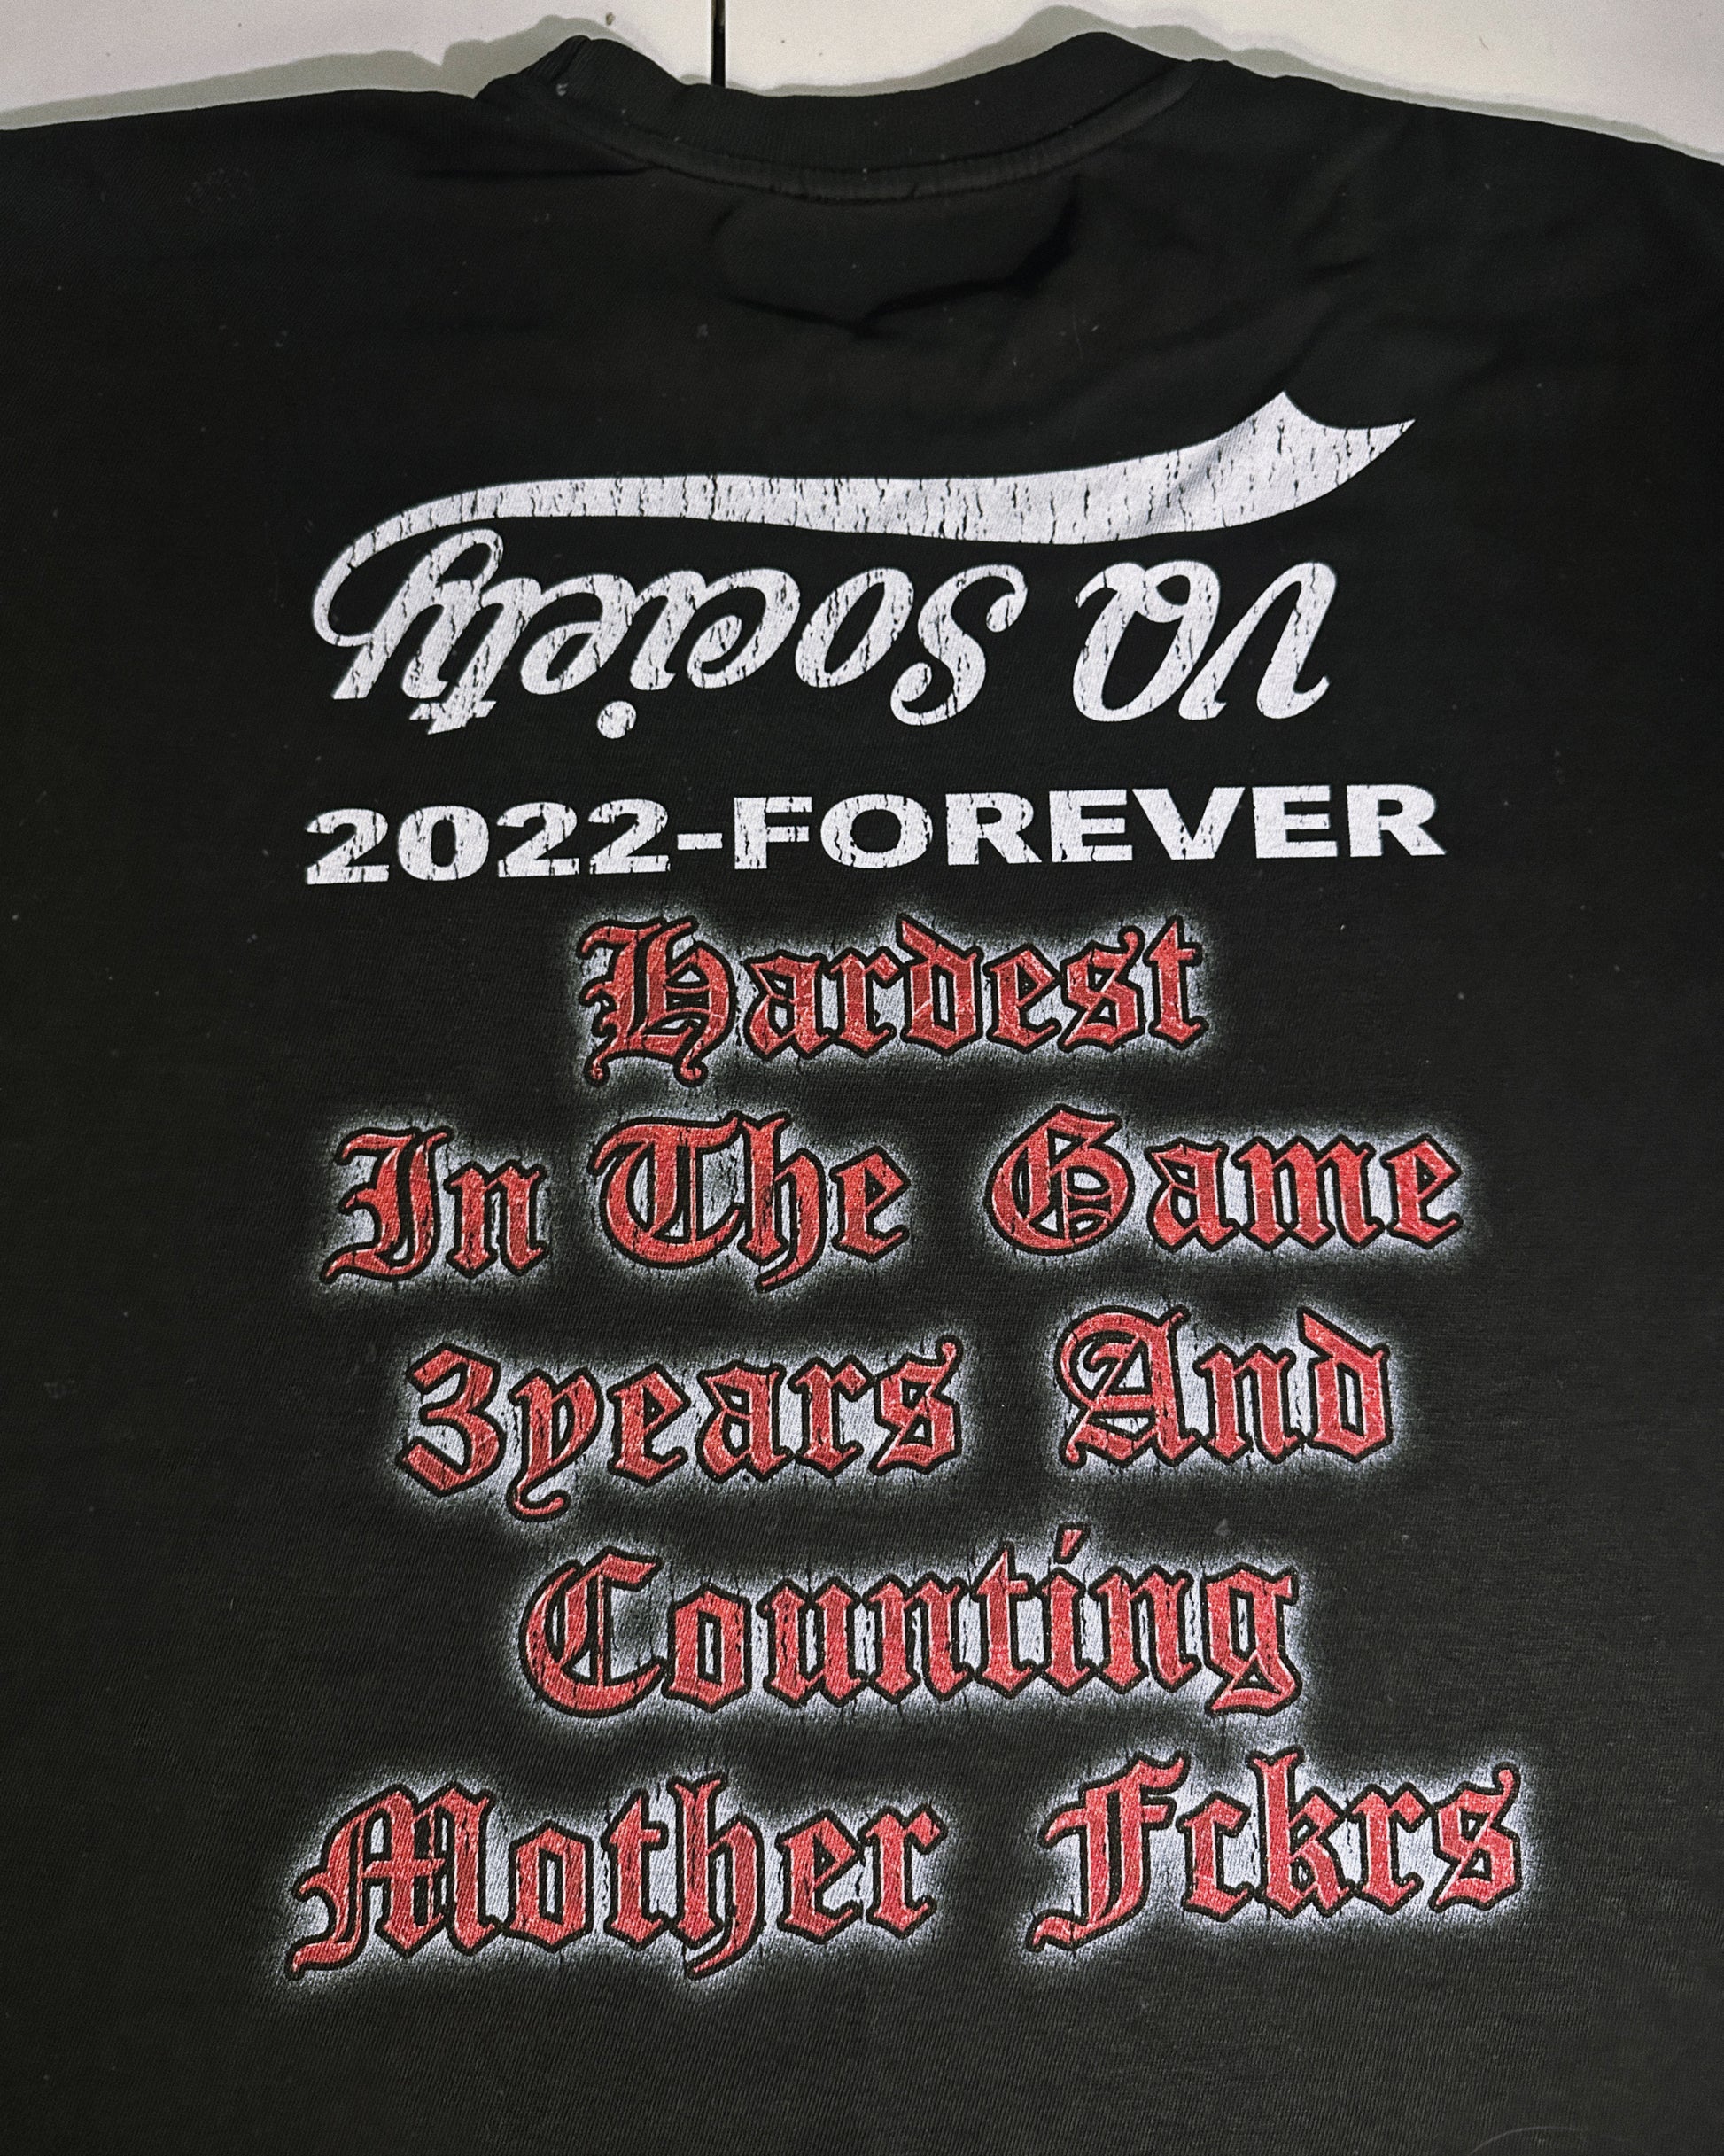 VO Society
2022-FOREVER
Hardest
In The Game
3years And
Counting
Mother Fckrs